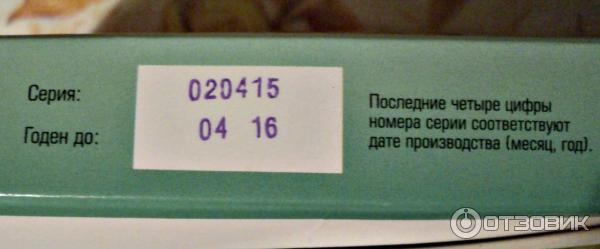 Серия: 020415
Годен до: 04 16
Последние четыре цифры
номера серии соответствуют
дате производства (месяц, год).
ОТЗОВИК